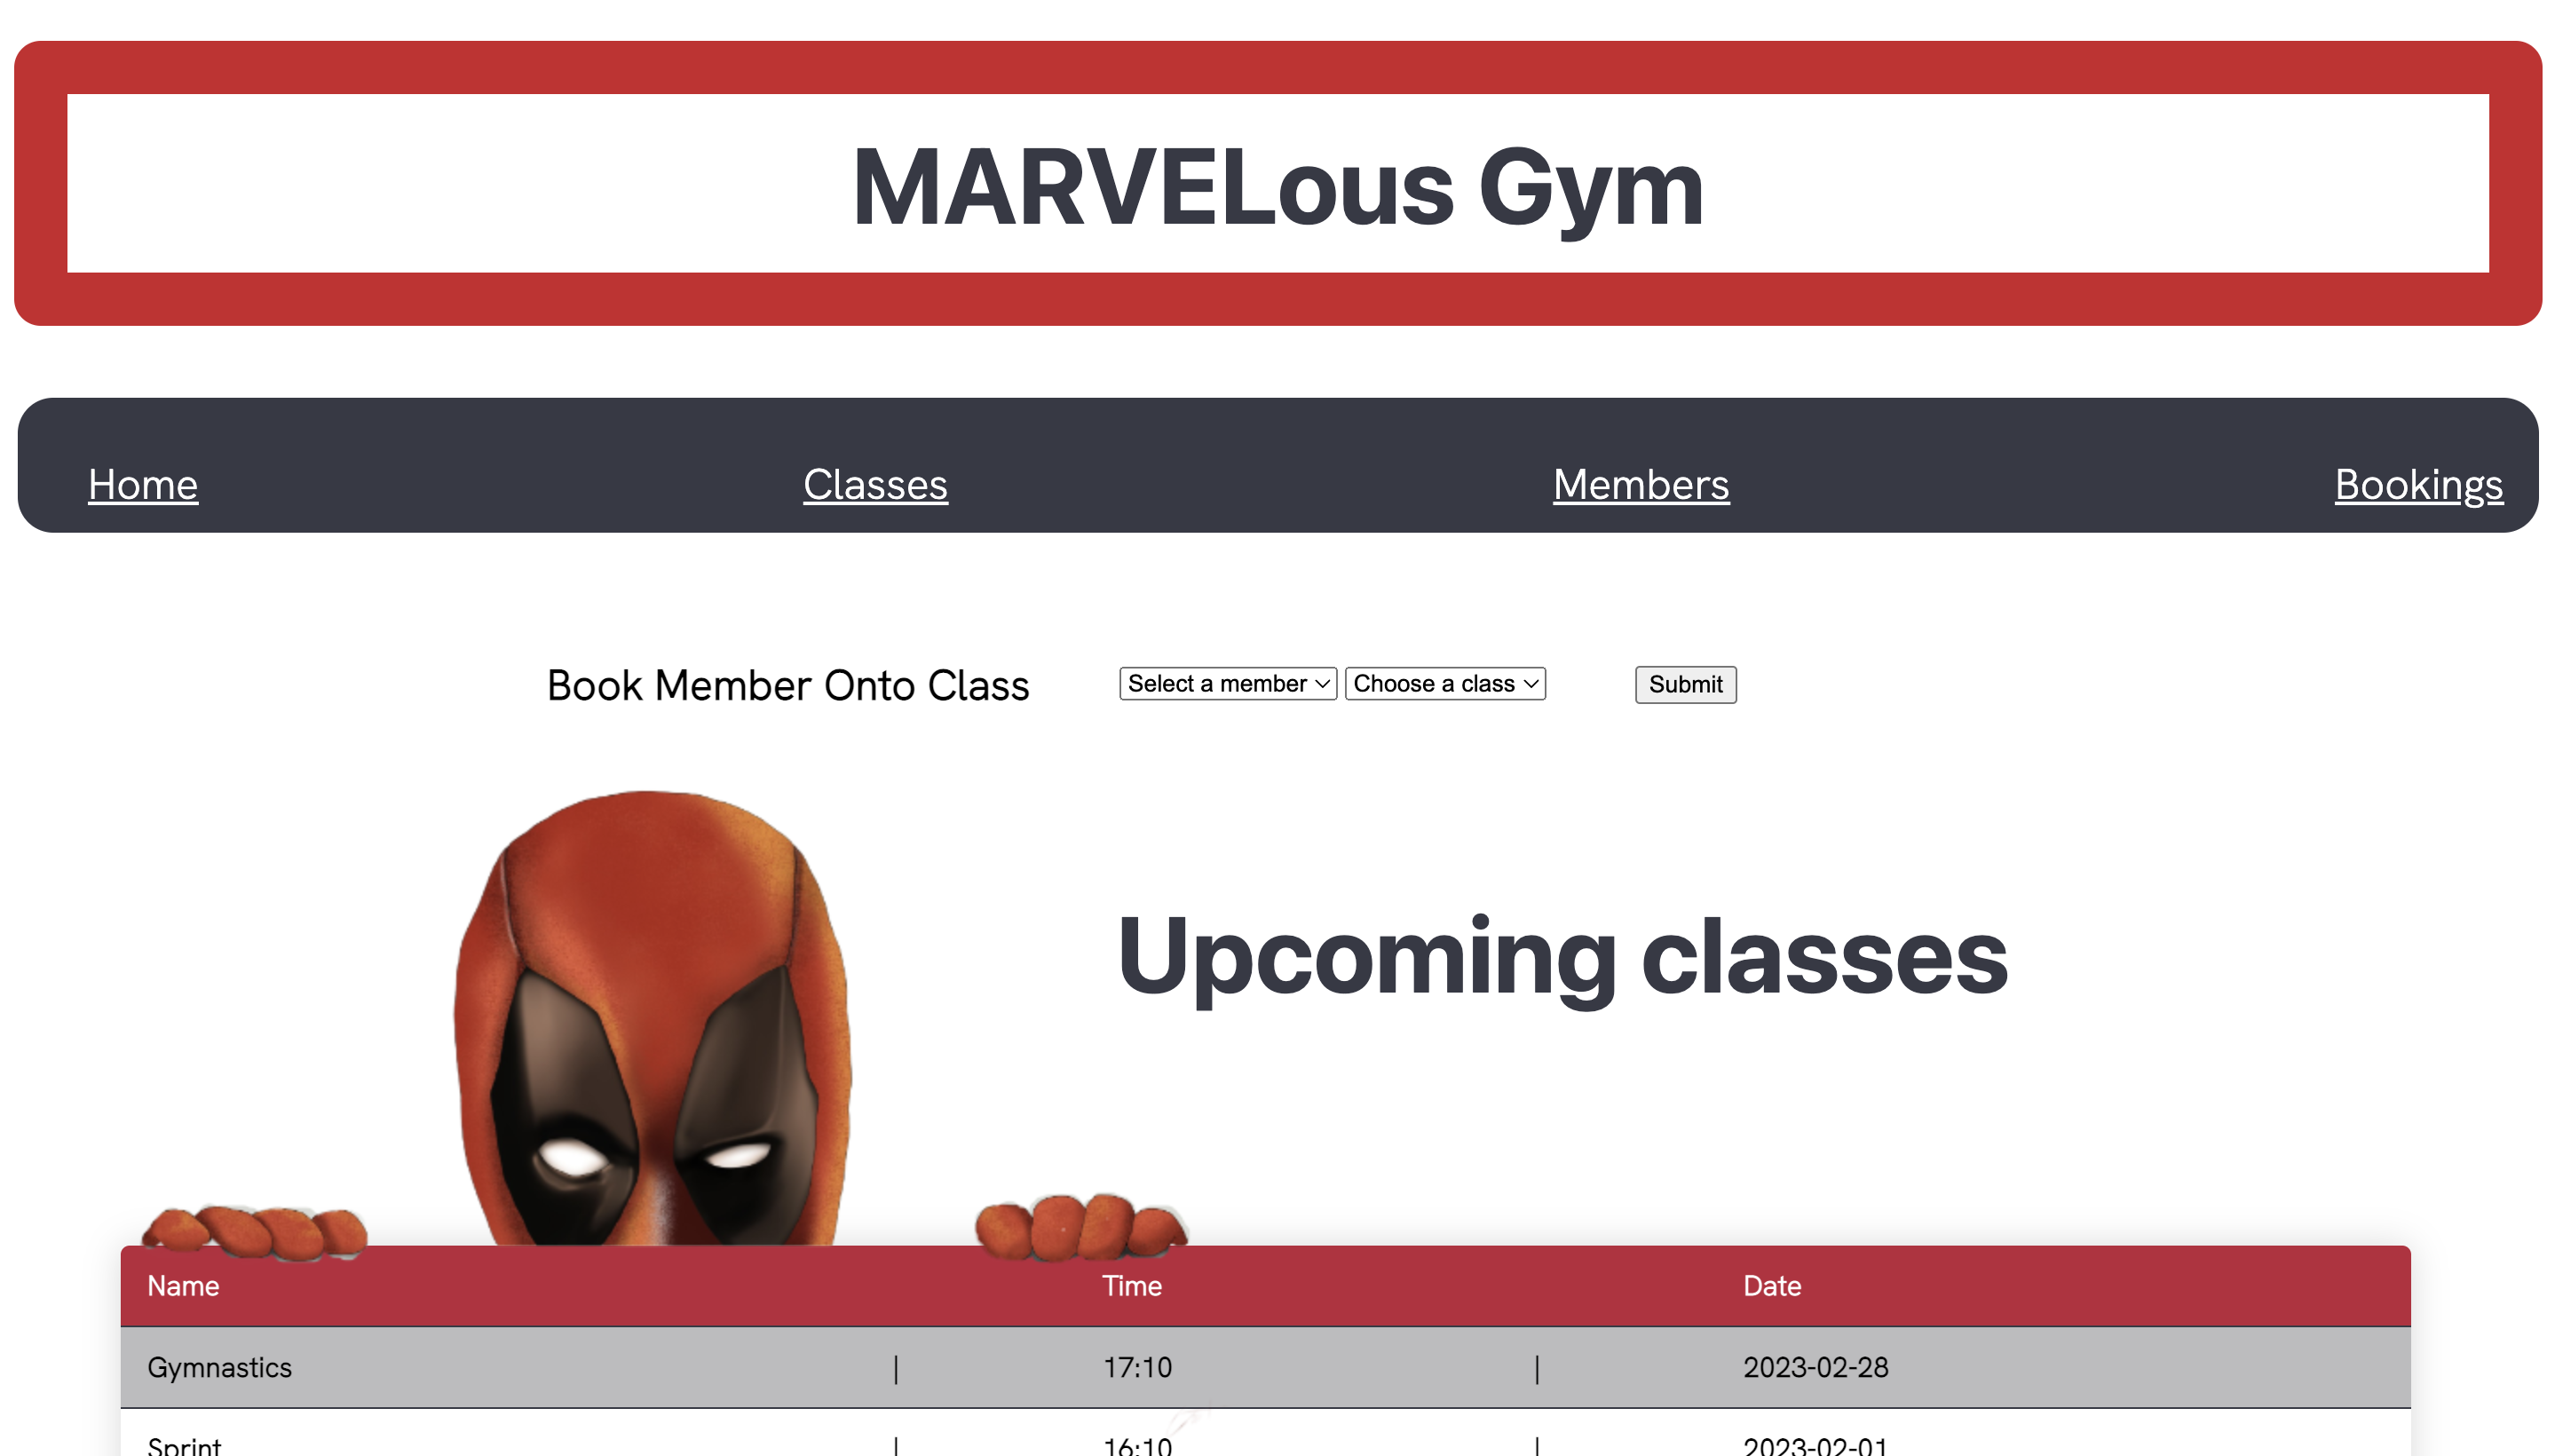 MARVELous Gym
Home Classes Members Bookings
Book Member Onto Class Select a member Choose a class Submit
Upcoming classes
Name Time Date
Gymnastics | 17:10 | 2023-02-28
Sprint | 16:10 | 2023-02-01